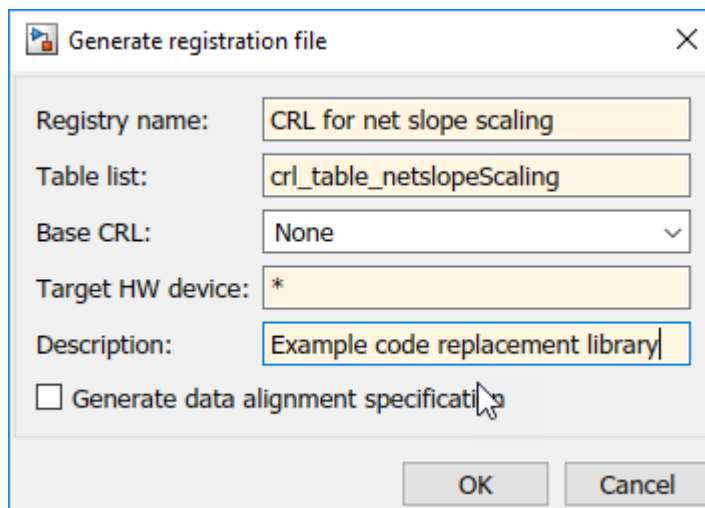 Generate registration file
Registry name: CRL for net slope scaling
Table list: crl_table_netslopeScaling
Base CRL: None
Target HW device: *
Description: Example code replacement library
Generate data alignment specification
OK Cancel